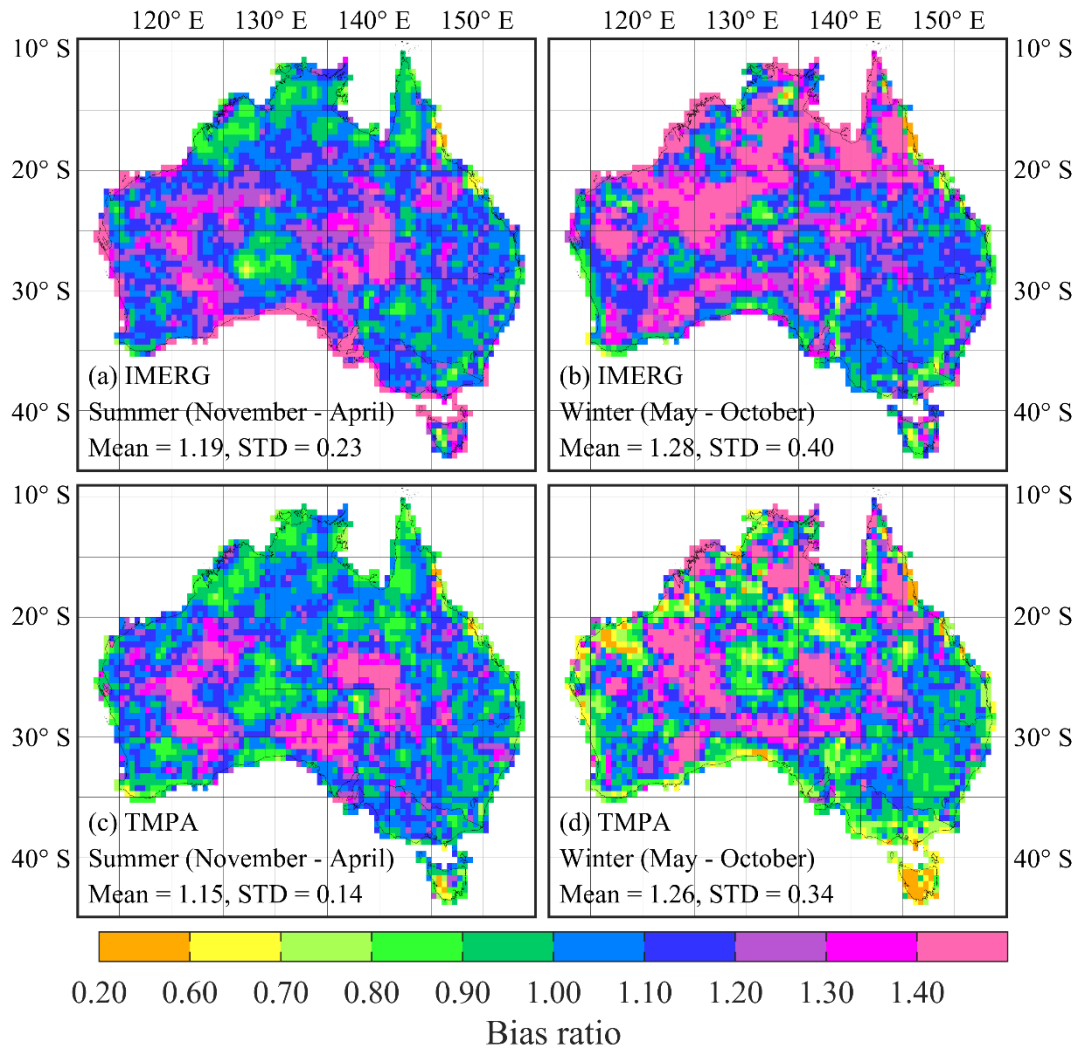 120° E 130° E 140° E 150° E 120° E 130° E 140° E 150° E
10° S 10° S
20° S 20° S
30° S 30° S
(a) IMERG (b) IMERG
40° S Summer (November - April) Winter (May - October) 40° S
Mean = 1.19, STD = 0.23 Mean = 1.28, STD = 0.40
10° S 10° S
20° S 20° S
30° S 30° S
(c) TMPA (d) TMPA
40° S Summer (November - April) Winter (May - October) 40° S
Mean = 1.15, STD = 0.14 Mean = 1.26, STD = 0.34
0.20 0.60 0.70 0.80 0.90 1.00 1.10 1.20 1.30 1.40
Bias ratio